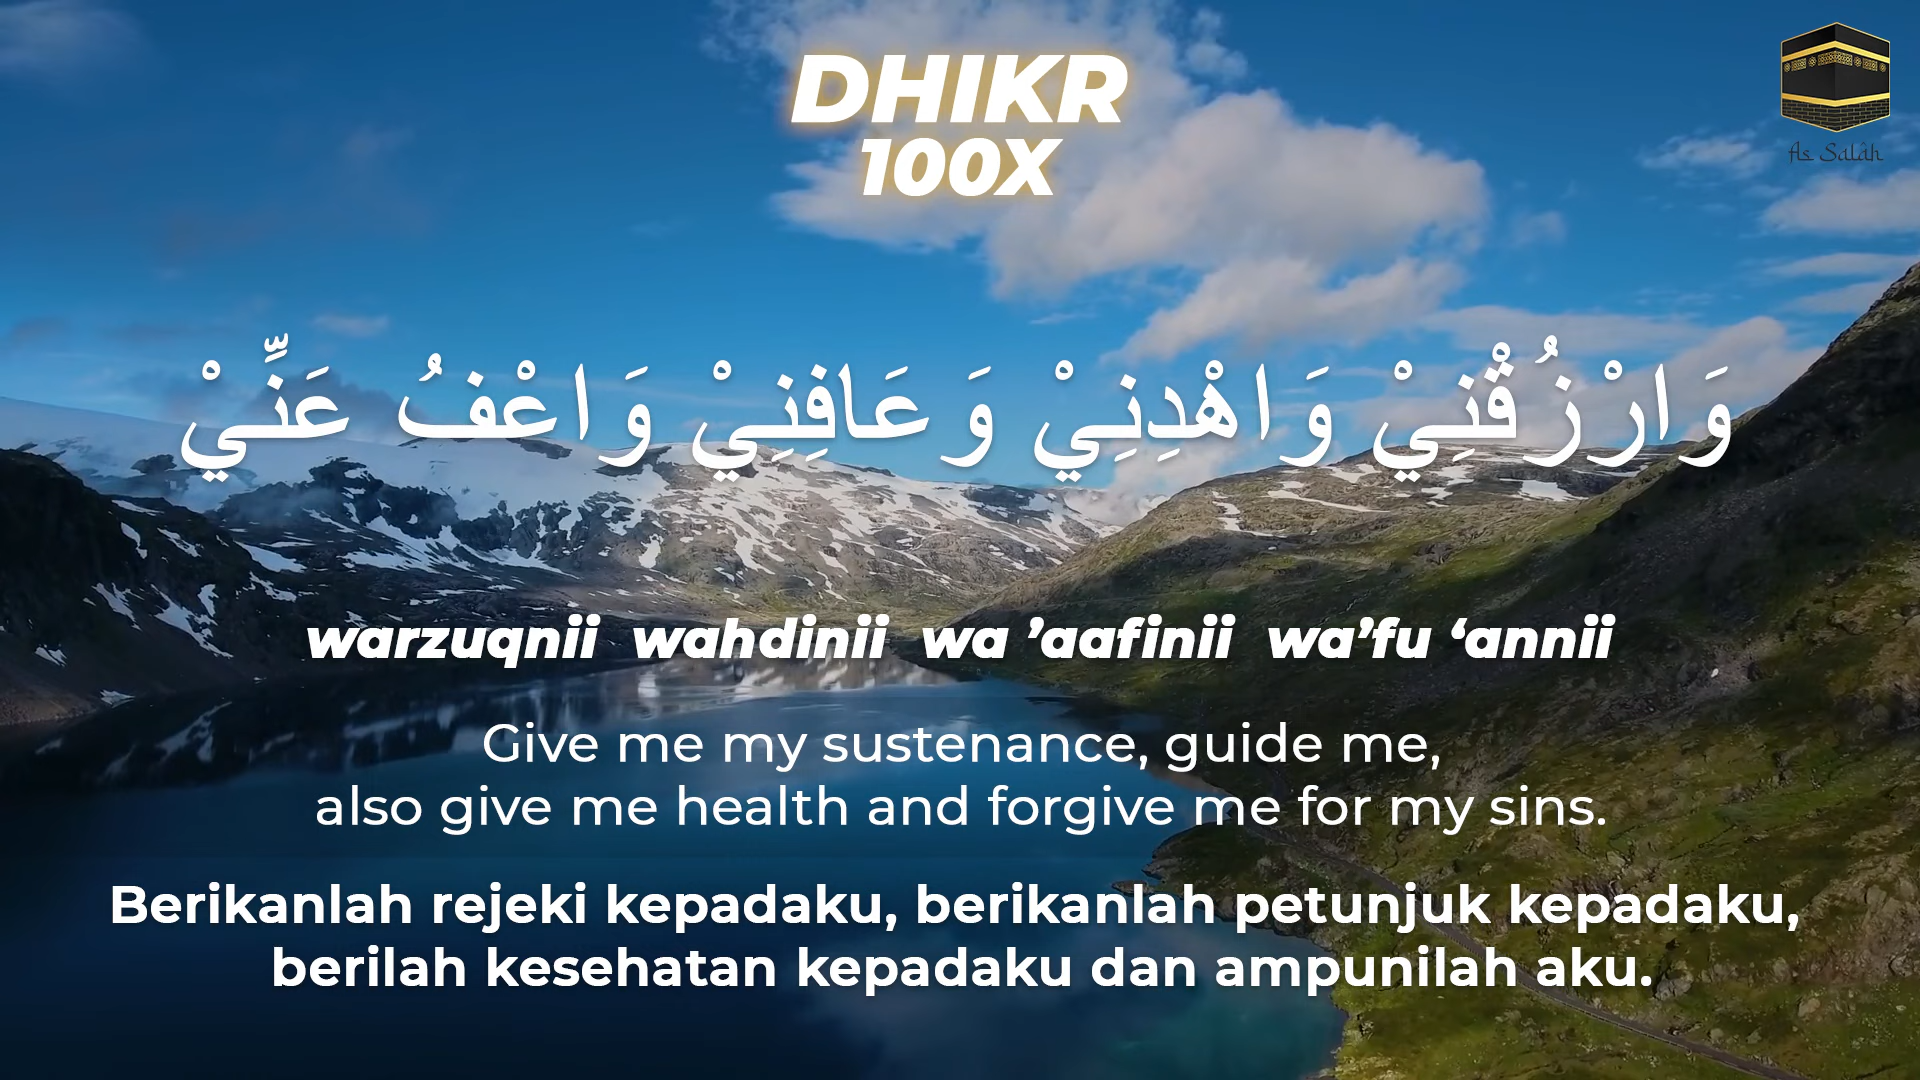 DHIKR
100X
As Salâh
وَارْزُقْنِيْ وَاهْدِنِيْ وَعَافِنِيْ وَاعْفُ عَنِّيْ
warzuqnii wahdinii wa ’aafinii wa’fu ‘annii
Give me my sustenance, guide me,
also give me health and forgive me for my sins.
Berikanlah rejeki kepadaku, berikanlah petunjuk kepadaku,
berilah kesehatan kepadaku dan ampunilah aku.